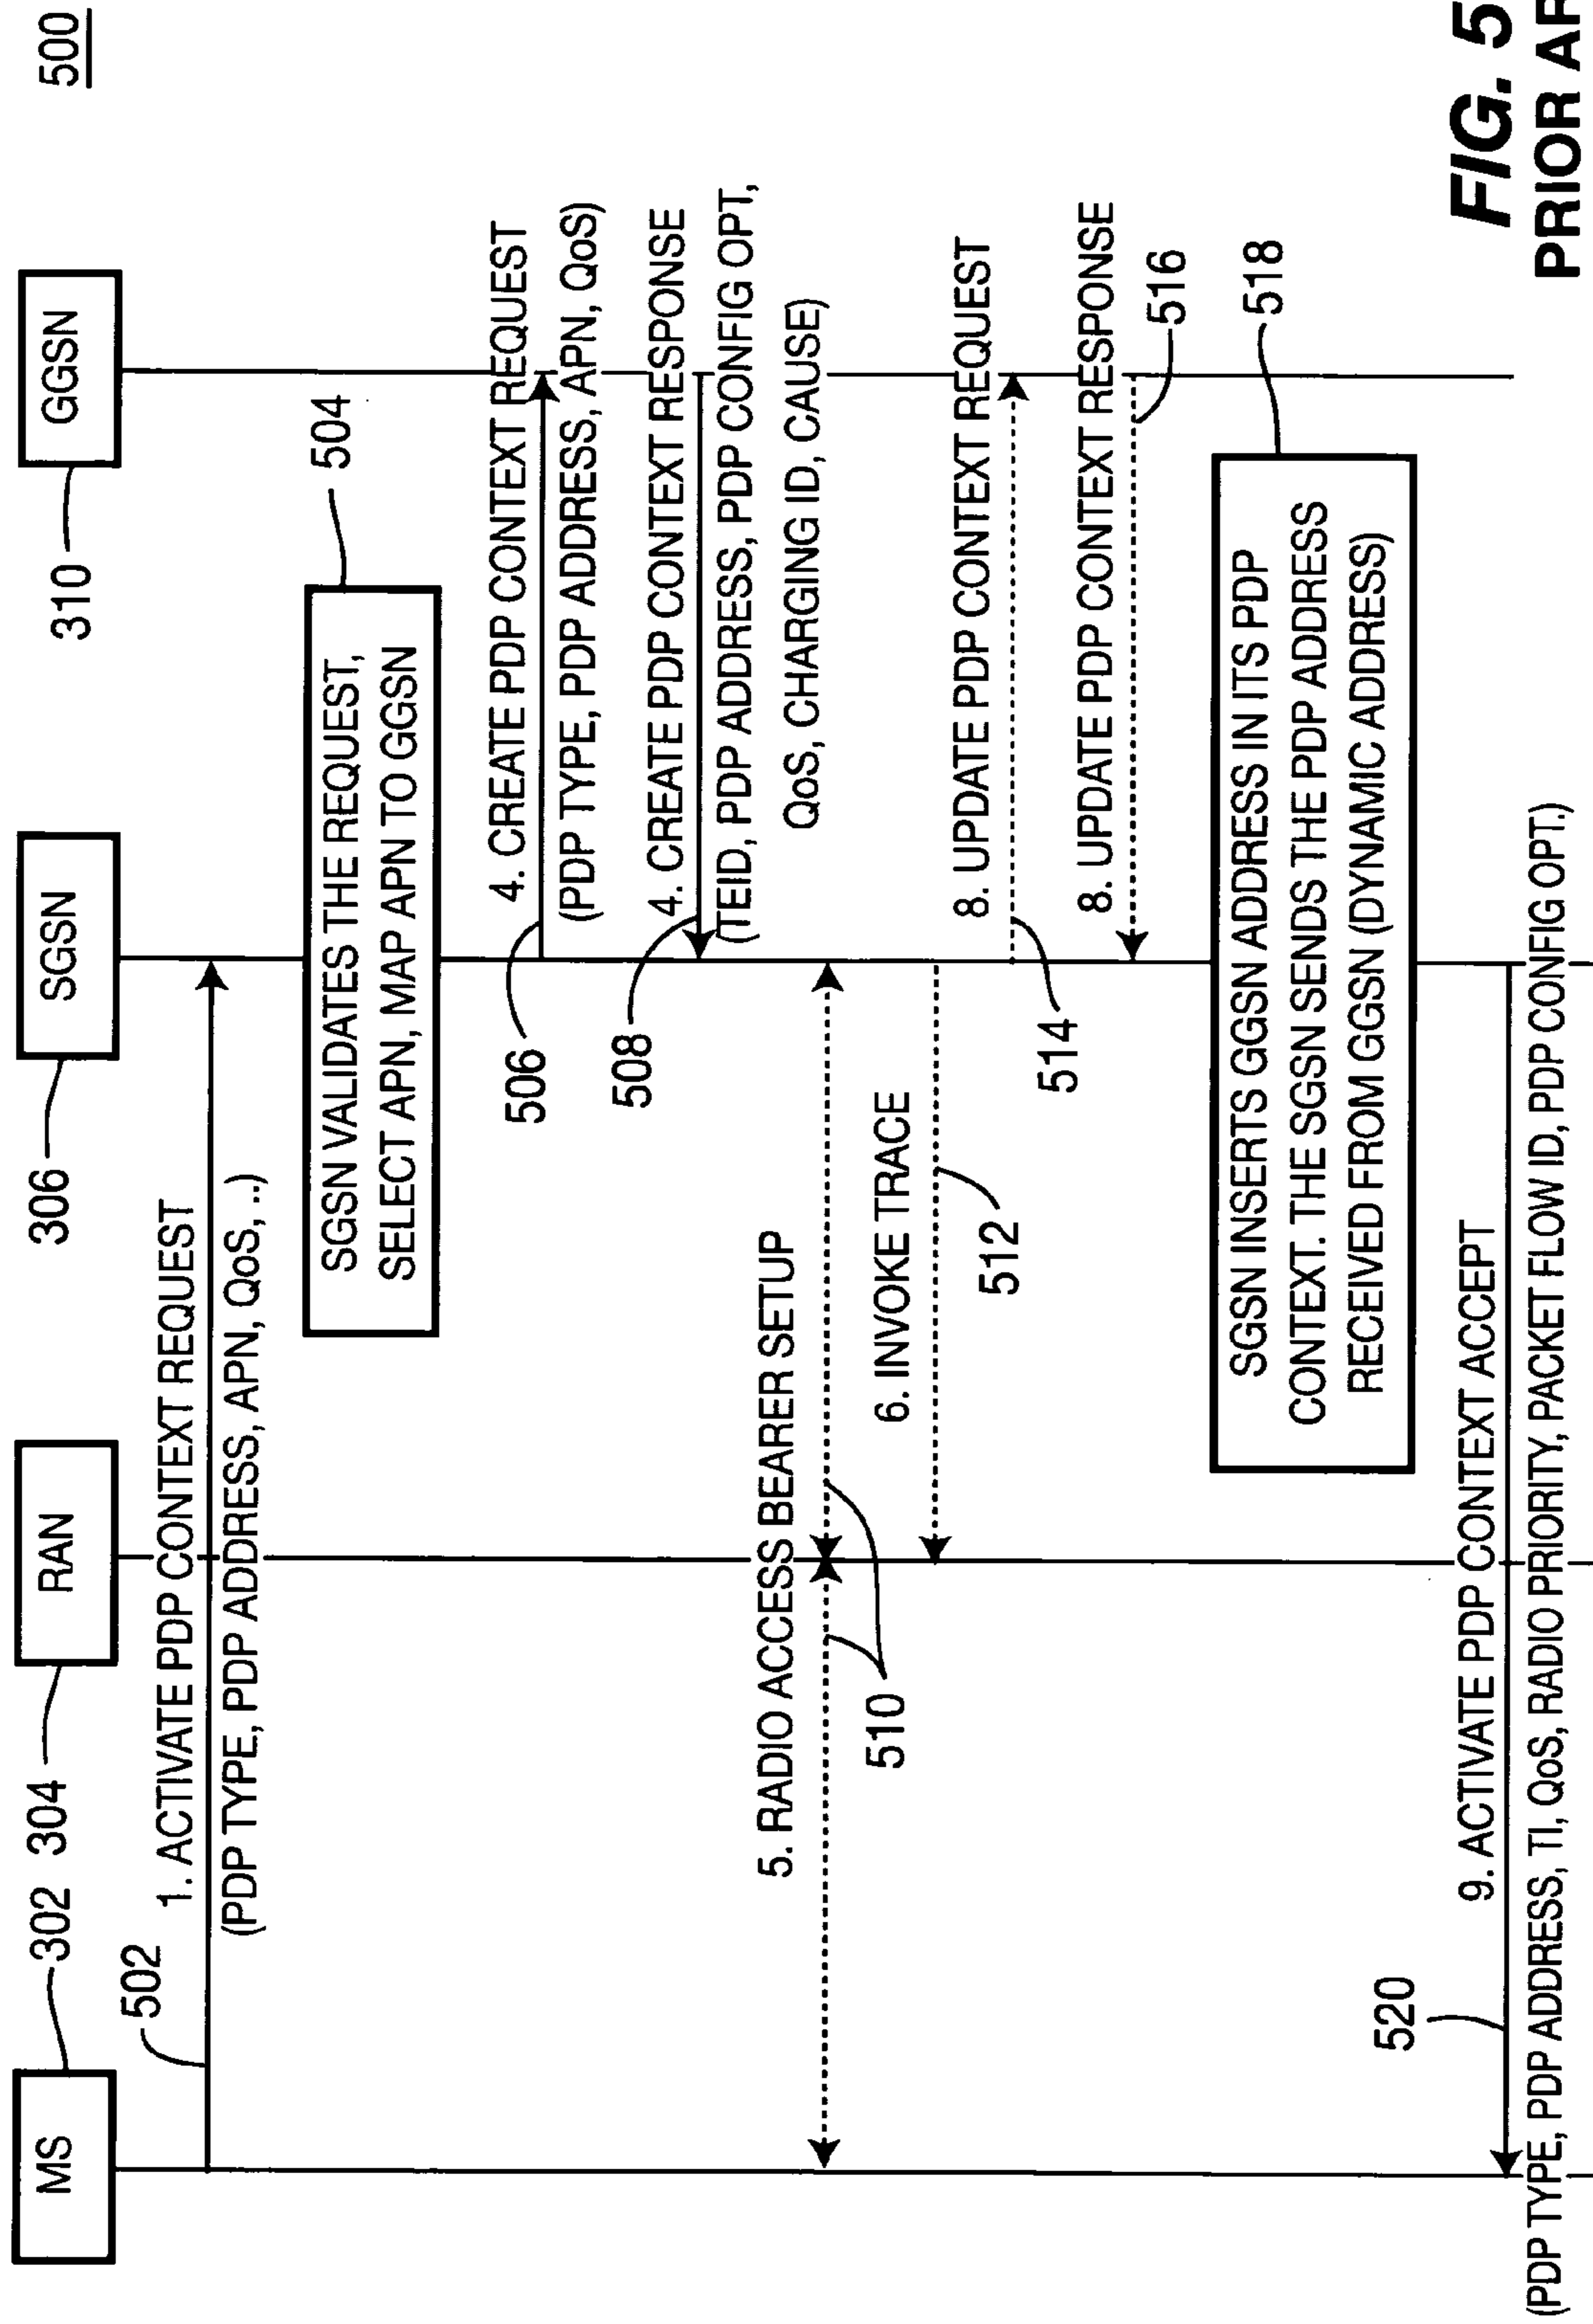 500
MS
RAN
SGSN
GGSN
302
304
306
310
502
1. ACTIVATE PDP CONTEXT REQUEST
(PDP TYPE, PDP ADDRESS, APN, QoS, ..)
504
SGSN VALIDATES THE REQUEST,
SELECT APN, MAP APN TO GGSN
4. CREATE PDP CONTEXT REQUEST
506
(PDP TYPE, PDP ADDRESS, APN, QoS)
508
4. CREATE PDP CONTEXT RESPONSE
(TEID, PDP ADDRESS, PDP CONFIG OPT,
QoS, CHARGING ID, CAUSE)
5. RADIO ACCESS BEARER SETUP
510
6. INVOKE TRACE
512
8. UPDATE PDP CONTEXT REQUEST
514
8. UPDATE PDP CONTEXT RESPONSE
516
518
SGSN INSERTS GGSN ADDRESS IN ITS PDP
CONTEXT. THE SGSN SENDS THE PDP ADDRESS
RECEIVED FROM GGSN (DYNAMIC ADDRESS)
520
9. ACTIVATE PDP CONTEXT ACCEPT
(PDP TYPE, PDP ADDRESS, TI, QoS, RADIO PRIORITY, PACKET FLOW ID, PDP CONFIG OPT.)
FIG. 5
PRIOR